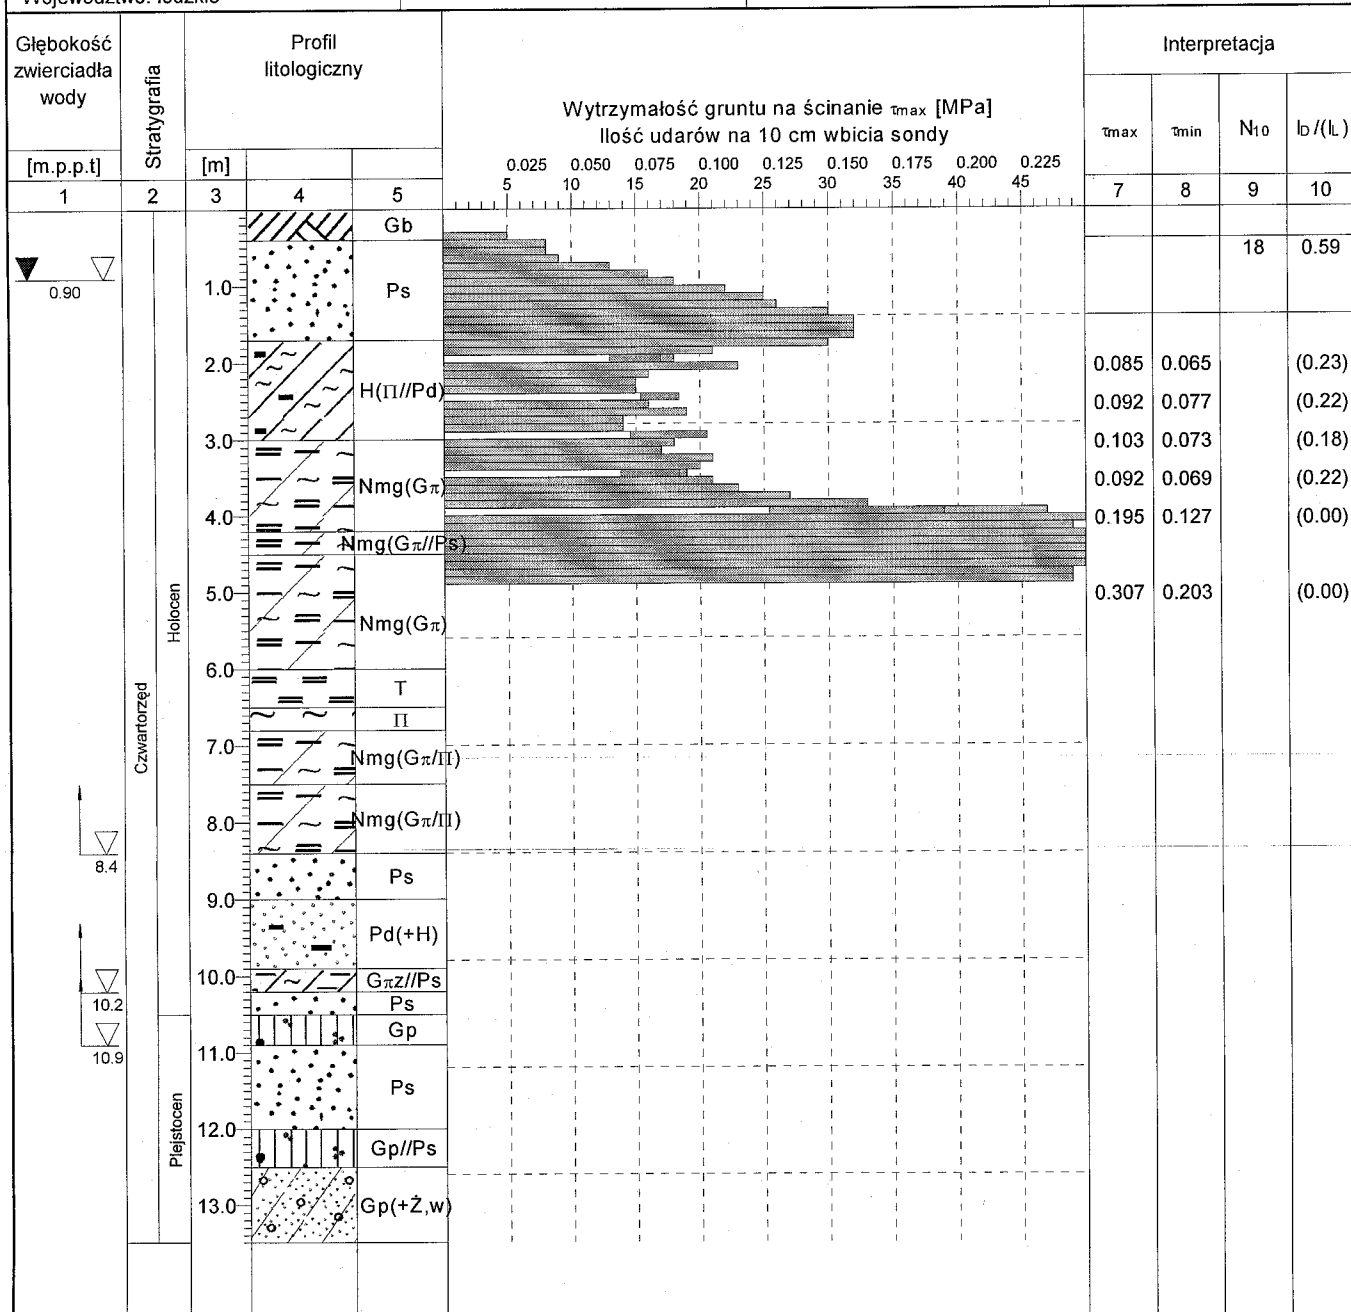 Województwo: łódzkie
Głębokość
zwierciadła
wody
[m.p.p.t]
Stratygrafia
Profil
litologiczny
[m]
Wytrzymałość gruntu na ścinanie τmax [MPa]
Ilość udarów na 10 cm wbicia sondy
0.025 0.050 0.075 0.100 0.125 0.150 0.175 0.200 0.225
5 10 15 20 25 30 35 40 45
Interpretacja
τmax τmin N10 ID/(IL)
1 2 3 4 5 7 8 9 10
Gb
18 0.59
0.90
1.0 Ps
2.0 0.085 0.065 (0.23)
H(Π//Pd) 0.092 0.077 (0.22)
3.0 0.103 0.073 (0.18)
Nmg(Gπ) 0.092 0.069 (0.22)
4.0 0.195 0.127 (0.00)
Nmg(Gπ//Ps)
5.0 0.307 0.203 (0.00)
Holocen
Nmg(Gπ)
6.0
T
Czwartorzęd
Π
7.0 Nmg(Gπ/Π)
8.0 Nmg(Gπ/Π)
8.4
Ps
9.0
Pd(+H)
10.0 Gπz//Ps
10.2 Ps
Gp
10.9 11.0
Ps
Plejstocen
12.0
Gp//Ps
13.0 Gp(+Ż,w)